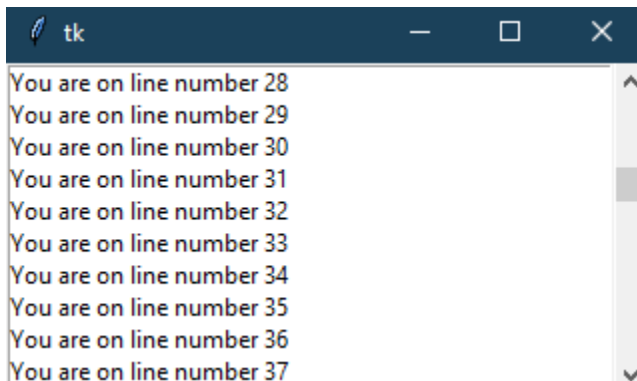 tk
You are on line number 28
You are on line number 29
You are on line number 30
You are on line number 31
You are on line number 32
You are on line number 33
You are on line number 34
You are on line number 35
You are on line number 36
You are on line number 37